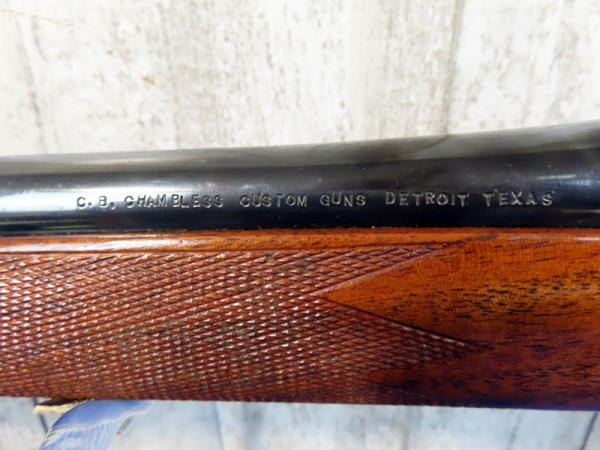 C. B. CHAMBLESS CUSTOM GUNS DETROIT TEXAS